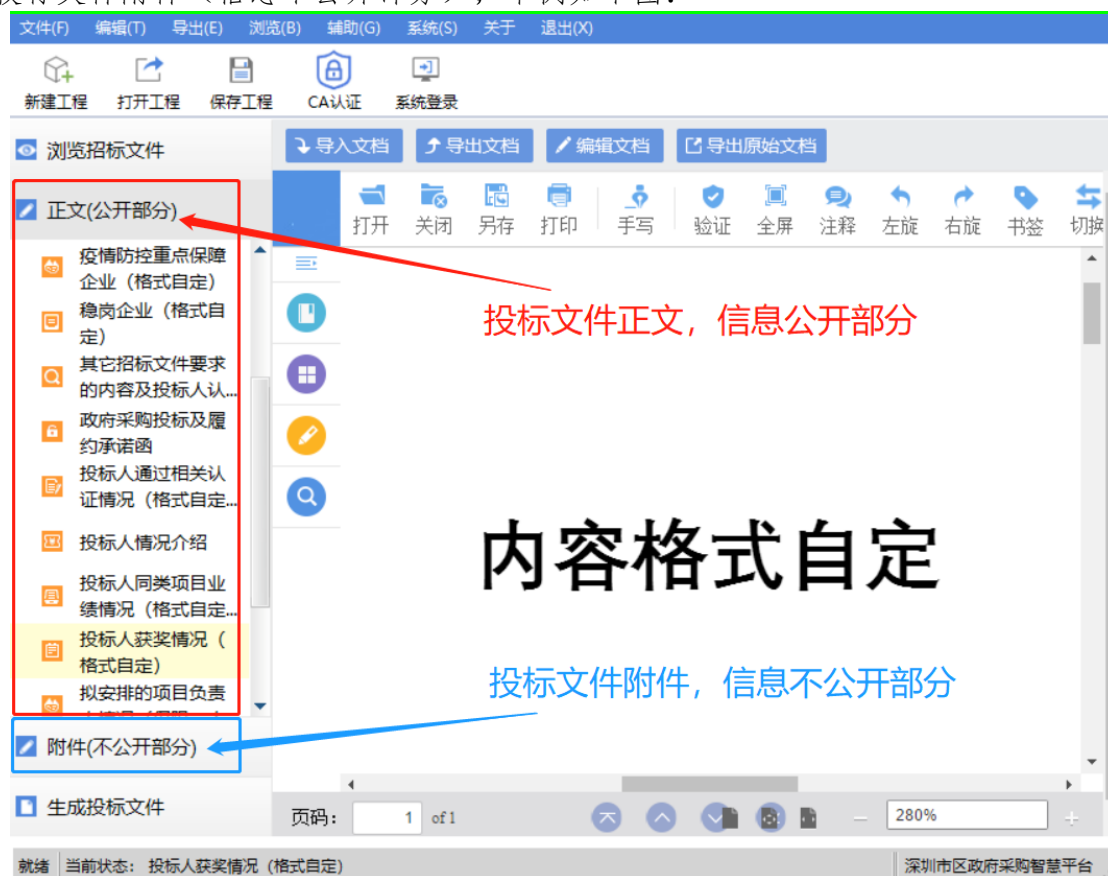 文件(F) 编辑(T) 导出(E) 浏览(B) 辅助(G) 系统(S) 关于 退出(X)
新建工程 打开工程 保存工程 CA认证 系统登录
浏览招标文件
导入文档 导出文档 编辑文档 导出原始文档
正文(公开部分)
打开 关闭 另存 打印 手写 验证 全屏 注释 左旋 右旋 书签 切换
疫情防控重点保障
企业（格式自定）
稳岗企业（格式自
定）
其它招标文件要求
的内容及投标人认...
政府采购投标及履
约承诺函
投标人通过相关认
证情况（格式自定...
投标人情况介绍
投标人同类项目业
绩情况（格式自定...
投标人获奖情况（
格式自定）
拟安排的项目负责
投标文件正文，信息公开部分
内容格式自定
投标文件附件，信息不公开部分
附件(不公开部分)
生成投标文件
页码: 1 of 1 280%
就绪 当前状态: 投标人获奖情况（格式自定） 深圳市区政府采购智慧平台